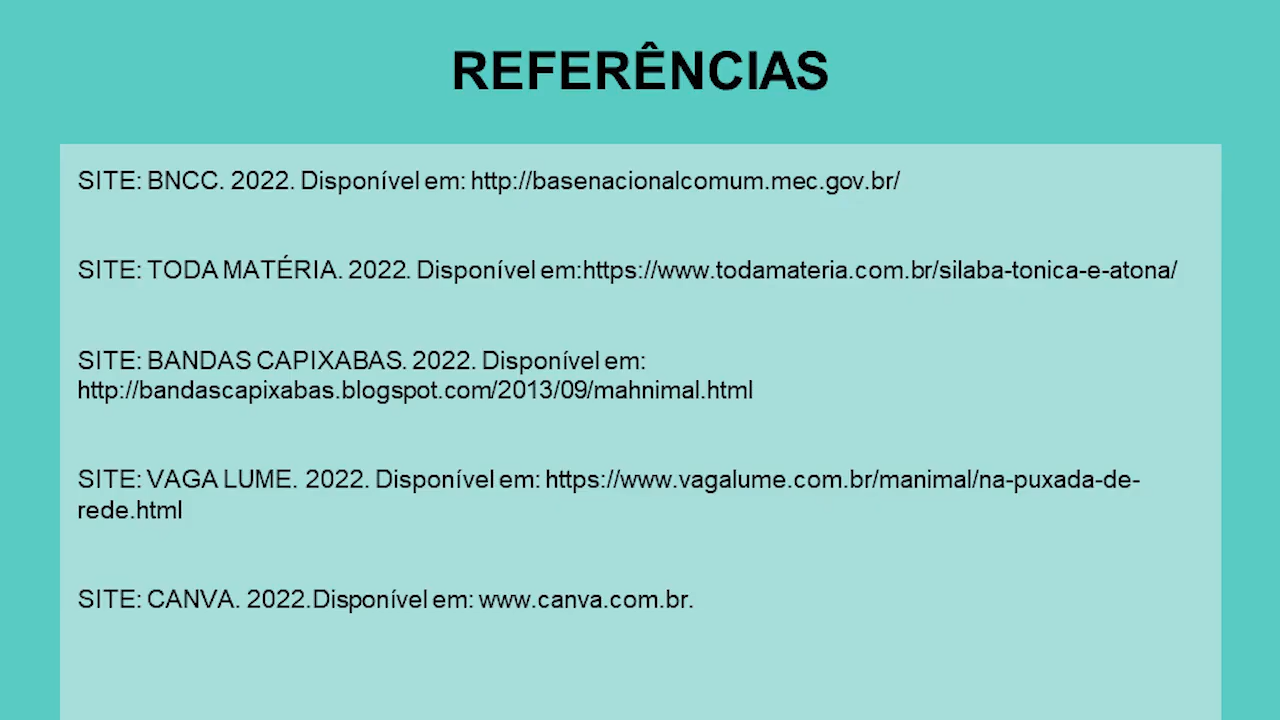 REFERÊNCIAS
SITE: BNCC. 2022. Disponível em: http://basenacionalcomum.mec.gov.br/
SITE: TODA MATÉRIA. 2022. Disponível em:https://www.todamateria.com.br/silaba-tonica-e-atona/
SITE: BANDAS CAPIXABAS. 2022. Disponível em:
http://bandascapixabas.blogspot.com/2013/09/mahnimal.html
SITE: VAGA LUME. 2022. Disponível em: https://www.vagalume.com.br/manimal/na-puxada-de-
rede.html
SITE: CANVA. 2022.Disponível em: www.canva.com.br.